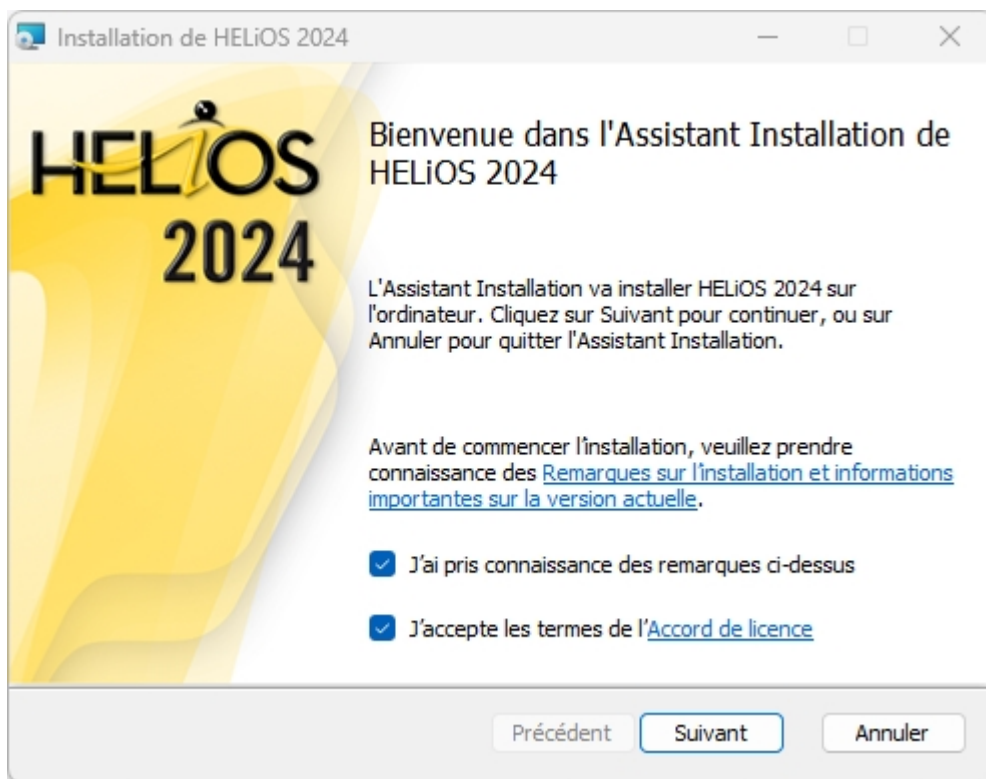 Installation de HELiOS 2024
HELiOS
2024
Bienvenue dans l'Assistant Installation de
HELiOS 2024
L'Assistant Installation va installer HELiOS 2024 sur
l'ordinateur. Cliquez sur Suivant pour continuer, ou sur
Annuler pour quitter l'Assistant Installation.
Avant de commencer l'installation, veuillez prendre
connaissance des Remarques sur l'installation et informations
importantes sur la version actuelle.
J'ai pris connaissance des remarques ci-dessus
J'accepte les termes de l'Accord de licence
Précédent Suivant Annuler